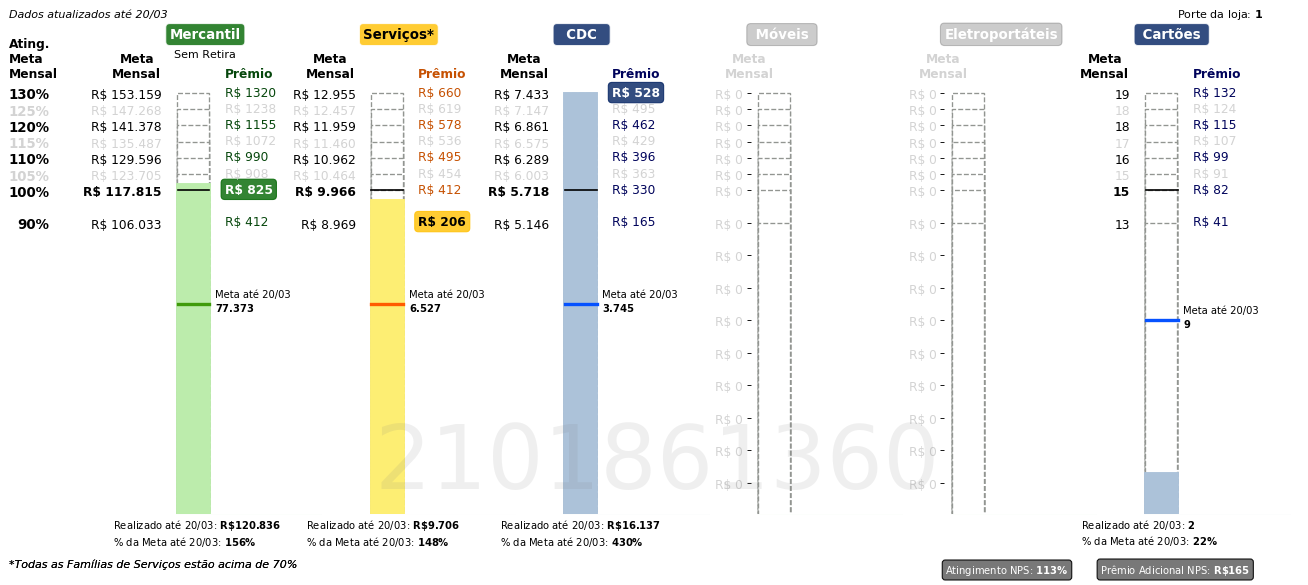 Dados atualizados até 20/03
Porte da loja: 1
Mercantil
Serviços*
CDC
Móveis
Eletroportáteis
Cartões
Sem Retira
Ating. Meta Mensal
Meta Mensal
Prêmio
Meta Mensal
Prêmio
Meta Mensal
Prêmio
Meta Mensal
Meta Mensal
Meta Mensal
Prêmio
130% R$ 153.159 R$ 1320 R$ 12.955 R$ 660 R$ 7.433 R$ 528 R$ 0 R$ 0 19 R$ 132
125% R$ 147.268 R$ 1238 R$ 12.457 R$ 619 R$ 7.147 R$ 495 R$ 0 R$ 0 18 R$ 124
120% R$ 141.378 R$ 1155 R$ 11.959 R$ 578 R$ 6.861 R$ 462 R$ 0 R$ 0 18 R$ 115
115% R$ 135.487 R$ 1072 R$ 11.460 R$ 536 R$ 6.575 R$ 429 R$ 0 R$ 0 17 R$ 107
110% R$ 129.596 R$ 990 R$ 10.962 R$ 495 R$ 6.289 R$ 396 R$ 0 R$ 0 16 R$ 99
105% R$ 123.705 R$ 908 R$ 10.464 R$ 454 R$ 6.003 R$ 363 R$ 0 R$ 0 15 R$ 91
100% R$ 117.815 R$ 825 R$ 9.966 R$ 412 R$ 5.718 R$ 330 R$ 0 R$ 0 15 R$ 82
90% R$ 106.033 R$ 412 R$ 8.969 R$ 206 R$ 5.146 R$ 165 R$ 0 R$ 0 13 R$ 41
R$ 0 R$ 0
R$ 0 R$ 0
Meta até 20/03
77.373
Meta até 20/03
6.527
Meta até 20/03
3.745
Meta até 20/03
9
R$ 0 R$ 0
R$ 0 R$ 0
R$ 0 R$ 0
R$ 0 R$ 0
R$ 0 R$ 0
R$ 0 R$ 0
2101861360
Realizado até 20/03: R$120.836
% da Meta até 20/03: 156%
Realizado até 20/03: R$9.706
% da Meta até 20/03: 148%
Realizado até 20/03: R$16.137
% da Meta até 20/03: 430%
Realizado até 20/03: 2
% da Meta até 20/03: 22%
*Todas as Famílias de Serviços estão acima de 70%
Atingimento NPS: 113%
Prêmio Adicional NPS: R$165